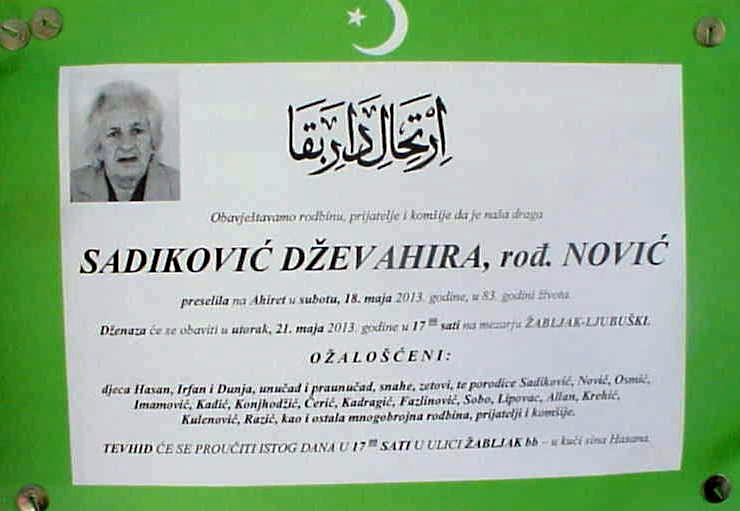 اِرْتِحَالِ دَارِ بَقَا
Obavještavamo rodbinu, prijatelje i komšije da je naša draga
SADIKOVIĆ DŽEVAHIRA, rođ. NOVIĆ
preselila na Ahiret u subotu, 18. maja 2013. godine, u 83. godini života.
Dženaza će se obaviti u utorak, 21. maja 2013. godine u 17 00 sati na mezarju ŽABLJAK-LJUBUŠKI.
OŽALOŠĆENI:
djeca Hasan, Irfan i Dunja, unučad i praunučad, snahe, zetovi, te porodice Sadiković, Nović, Osmić,
Imamović, Kadić, Konjhodžić, Čerić, Kadragić, Fazlinović, Sobo, Lipovac, Allan, Krehić,
Kulenović, Razić, kao i ostala mnogobrojna rodbina, prijatelji i komšije.
TEVHID ĆE SE PROUČITI ISTOG DANA U 17 00 SATI U ULICI ŽABLJAK bb – u kući sina Hasana.